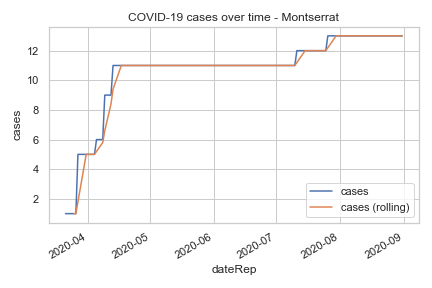 COVID-19 cases over time - Montserrat
cases
12
10
8
6
4
2
cases
cases (rolling)
2020-04
2020-05
2020-06
2020-07
2020-08
2020-09
dateRep